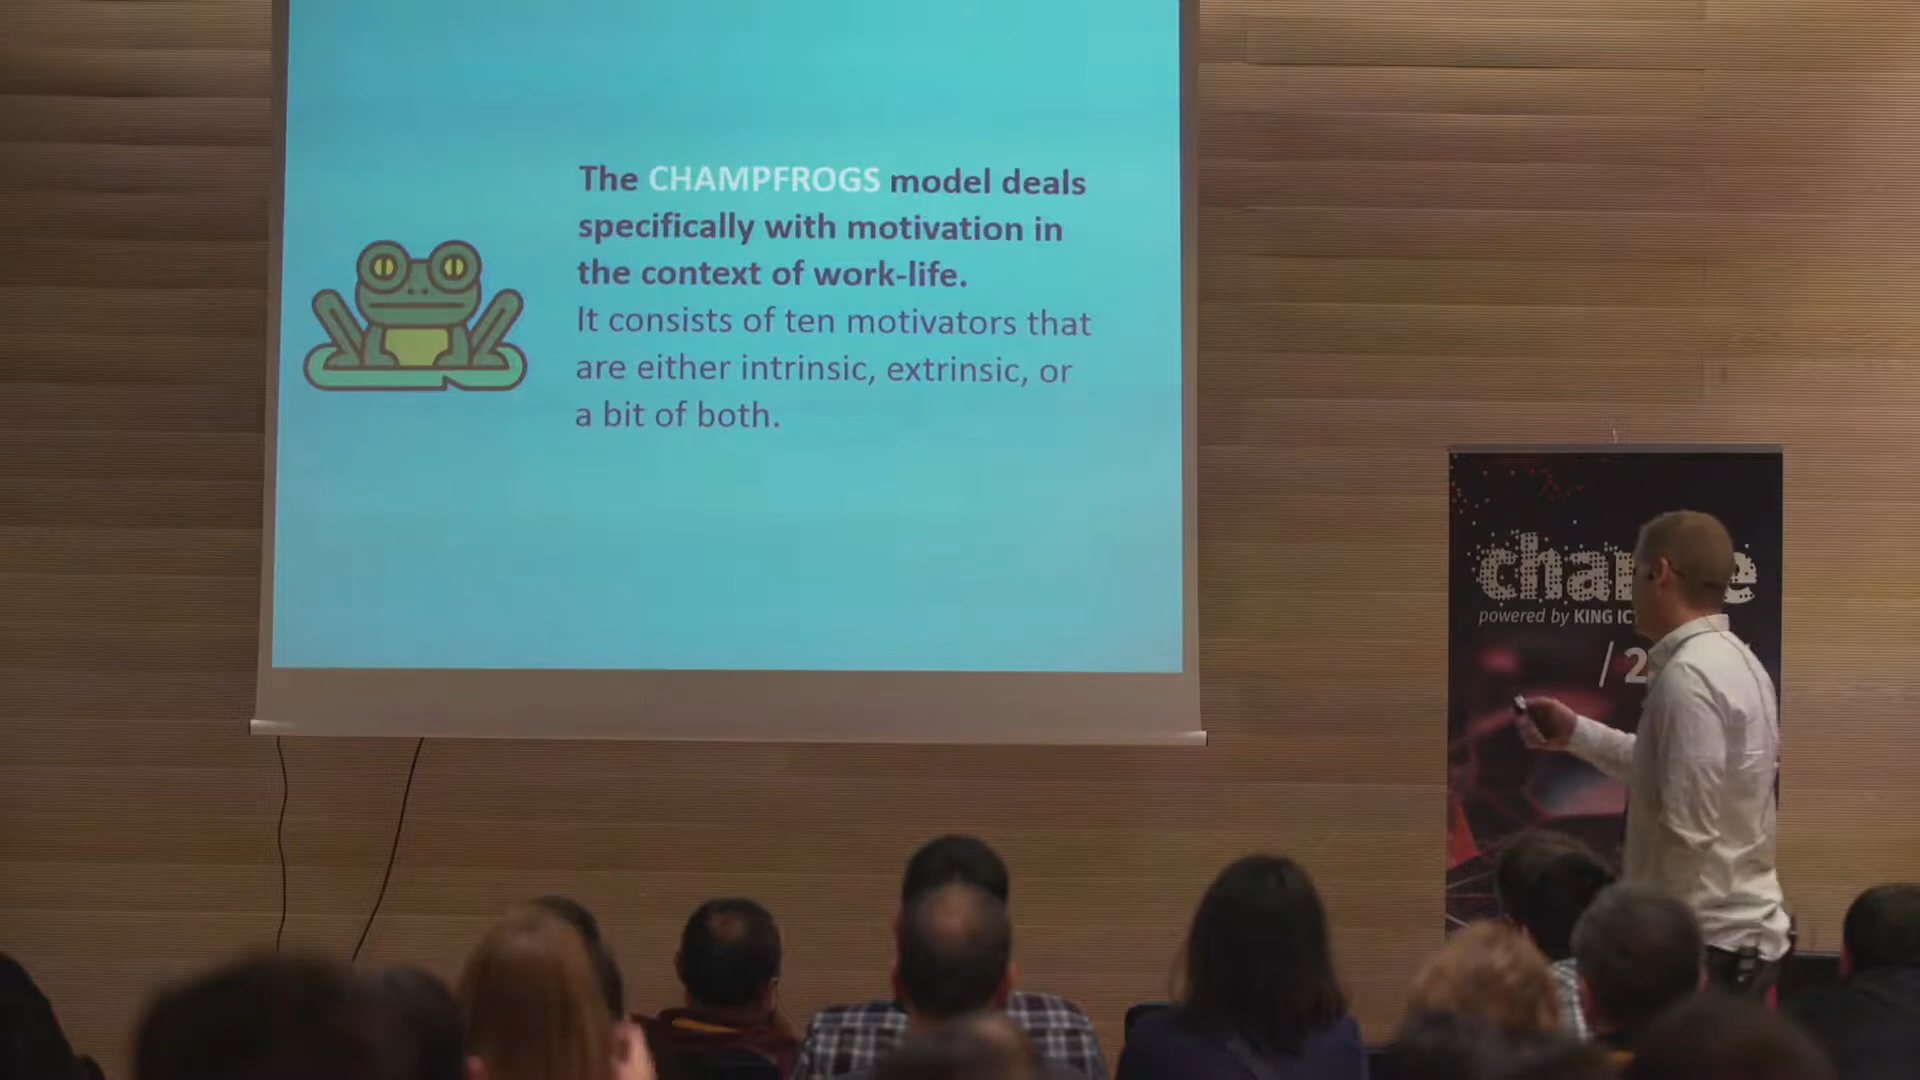 The CHAMPFROGS model deals
specifically with motivation in
the context of work-life.
It consists of ten motivators that
are either intrinsic, extrinsic, or
a bit of both.
powered by KING IC
/ 2